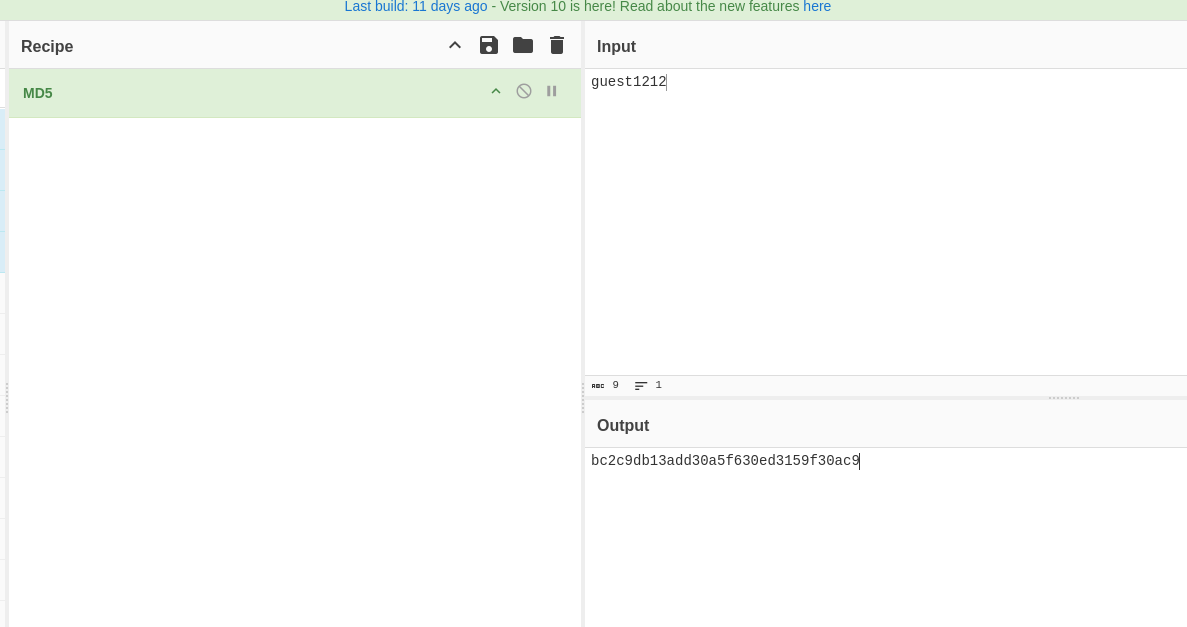 Last build: 11 days ago - Version 10 is here! Read about the new features here
Recipe
MD5
Input
guest1212
ABC 9 1
Output
bc2c9db13add30a5f630ed3159f30ac9